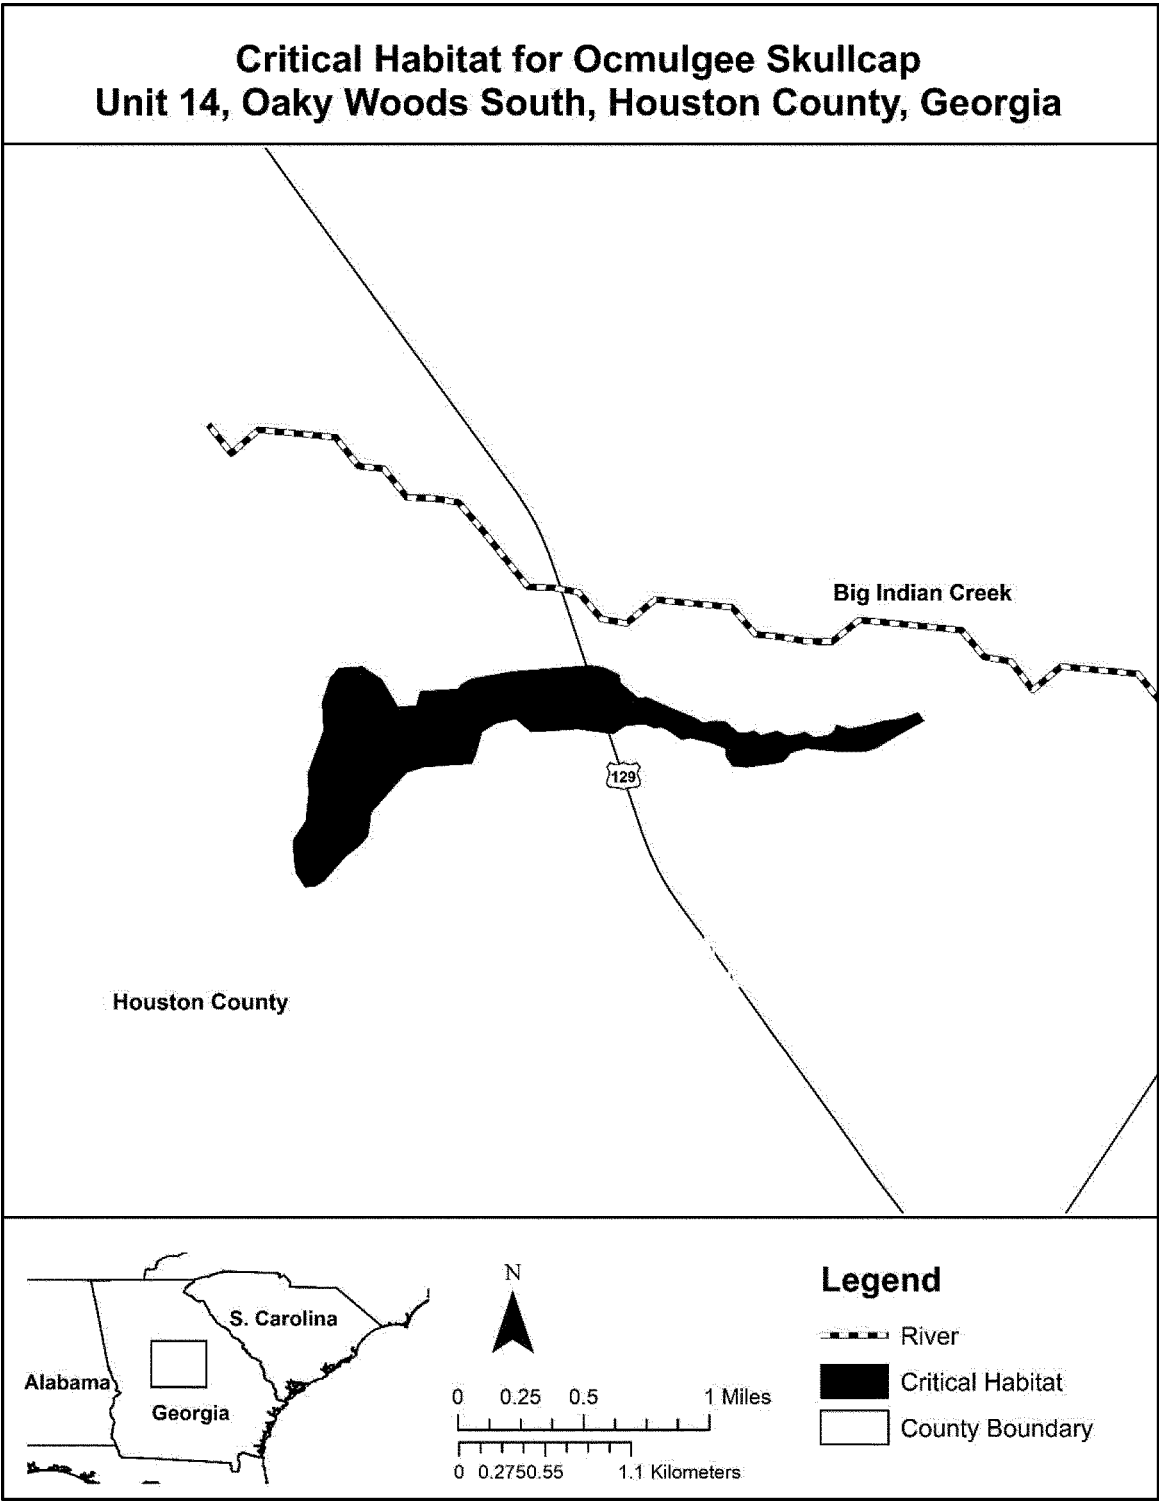 Critical Habitat for Ocmulgee Skullcap
Unit 14, Oaky Woods South, Houston County, Georgia
Big Indian Creek
129
Houston County
S. Carolina
Alabama
Georgia
N
0 0.25 0.5 1 Miles
0 0.2750.55 1.1 Kilometers
Legend
River
Critical Habitat
County Boundary